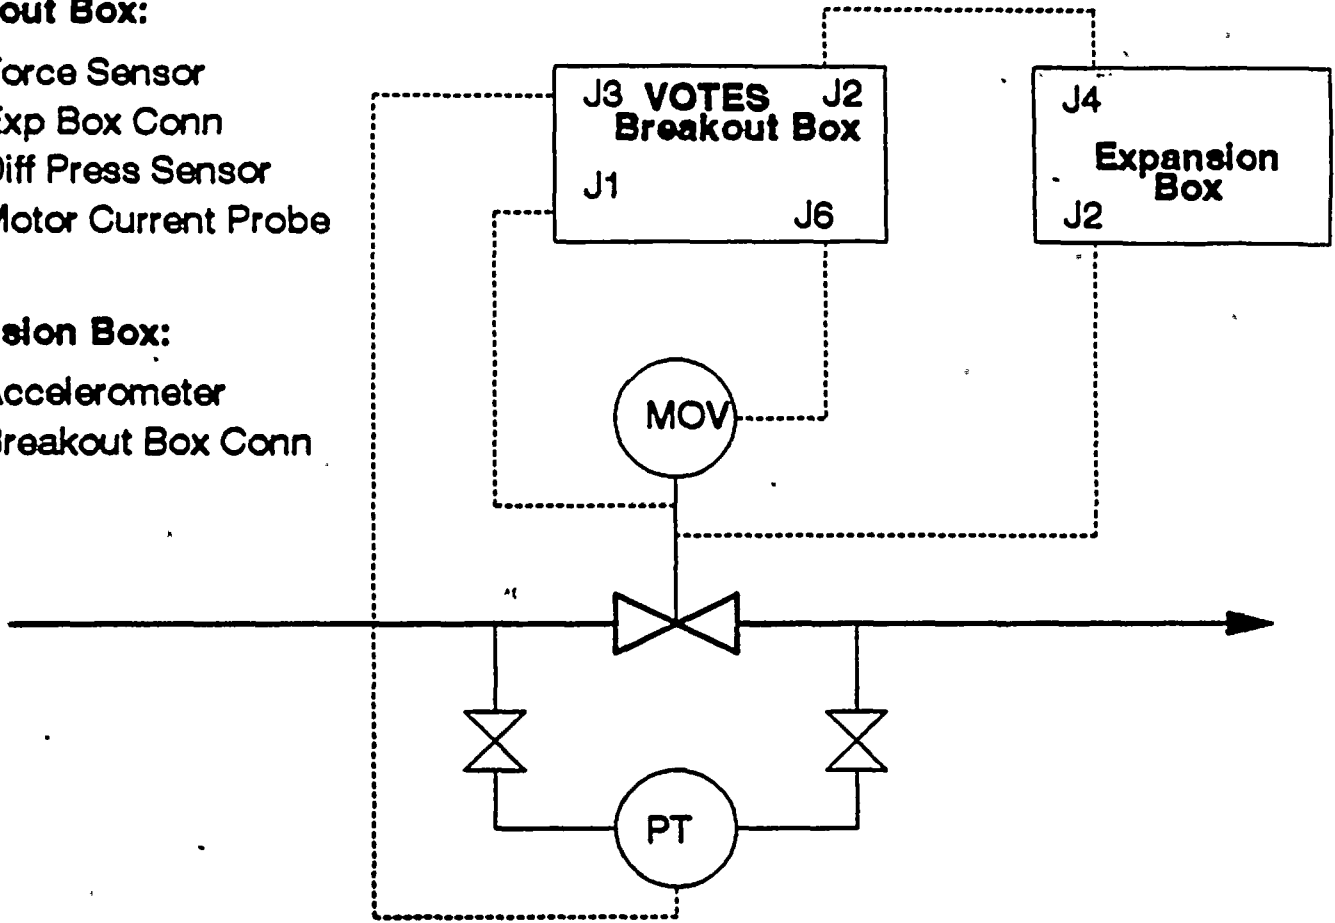 out Box:
orce Sensor
Exp Box Conn
Diff Press Sensor
Motor Current Probe
sion Box:
Accelerometer
Breakout Box Conn
J3 VOTES J2
Breakout Box
J1
J6
J4
Expansion
Box
J2
MOV
PT